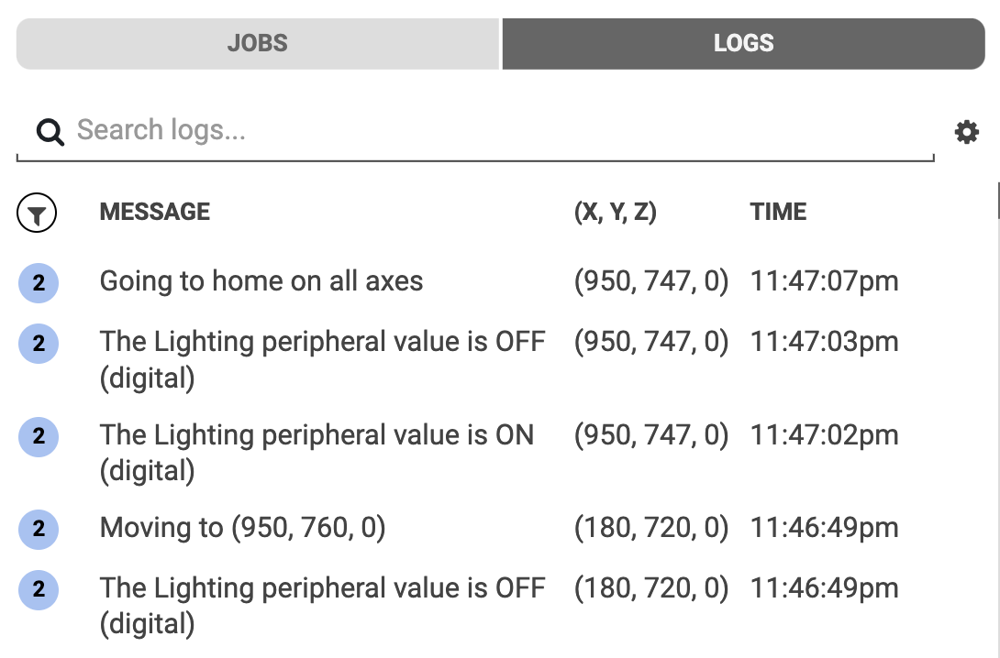 JOBS LOGS
Search logs...
MESSAGE (X, Y, Z) TIME
2 Going to home on all axes (950, 747, 0) 11:47:07pm
2 The Lighting peripheral value is OFF (950, 747, 0) 11:47:03pm
(digital)
2 The Lighting peripheral value is ON (950, 747, 0) 11:47:02pm
(digital)
2 Moving to (950, 760, 0) (180, 720, 0) 11:46:49pm
2 The Lighting peripheral value is OFF (180, 720, 0) 11:46:49pm
(digital)